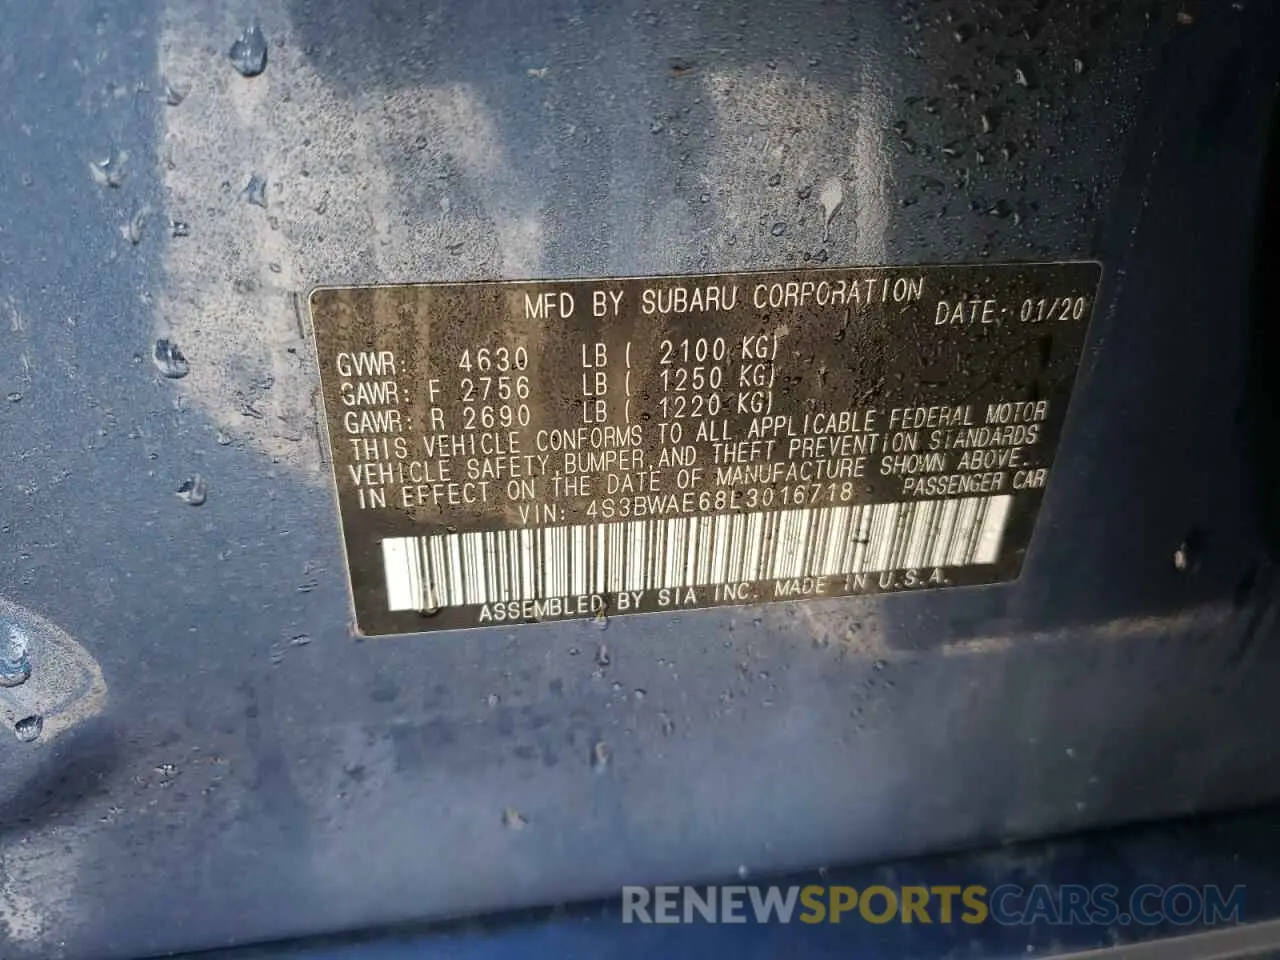 MFD BY SUBARU CORPORATION DATE: 01/20
GVWR: 4630 LB ( 2100 KG)
GAWR: F 2756 LB ( 1250 KG)
GAWR: R 2690 LB ( 1220 KG)
THIS VEHICLE CONFORMS TO ALL APPLICABLE FEDERAL MOTOR
VEHICLE SAFETY, BUMPER AND THEFT PREVENTION STANDARDS
IN EFFECT ON THE DATE OF MANUFACTURE SHOWN ABOVE.
VIN: 4S3BWAE68L3016718 PASSENGER CAR
ASSEMBLED BY SIA INC. MADE IN U.S.A.
RENEWSPORTSCARS.COM